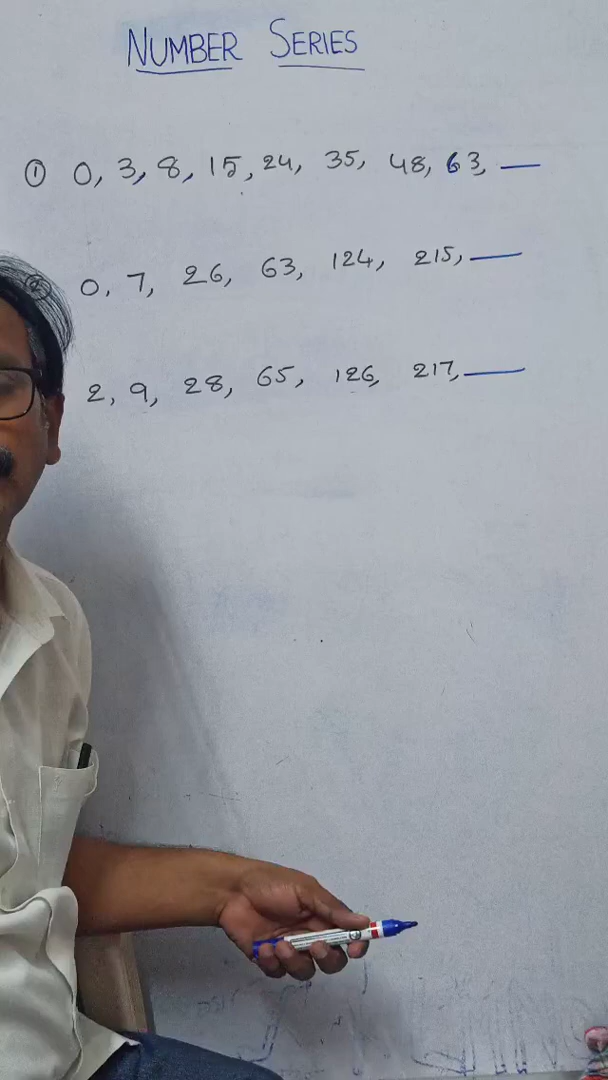 NUMBER SERIES
① 0, 3, 8, 15, 24, 35, 48, 63, —
② 0, 7, 26, 63, 124, 215, —
2, 9, 28, 65, 126, 217, —